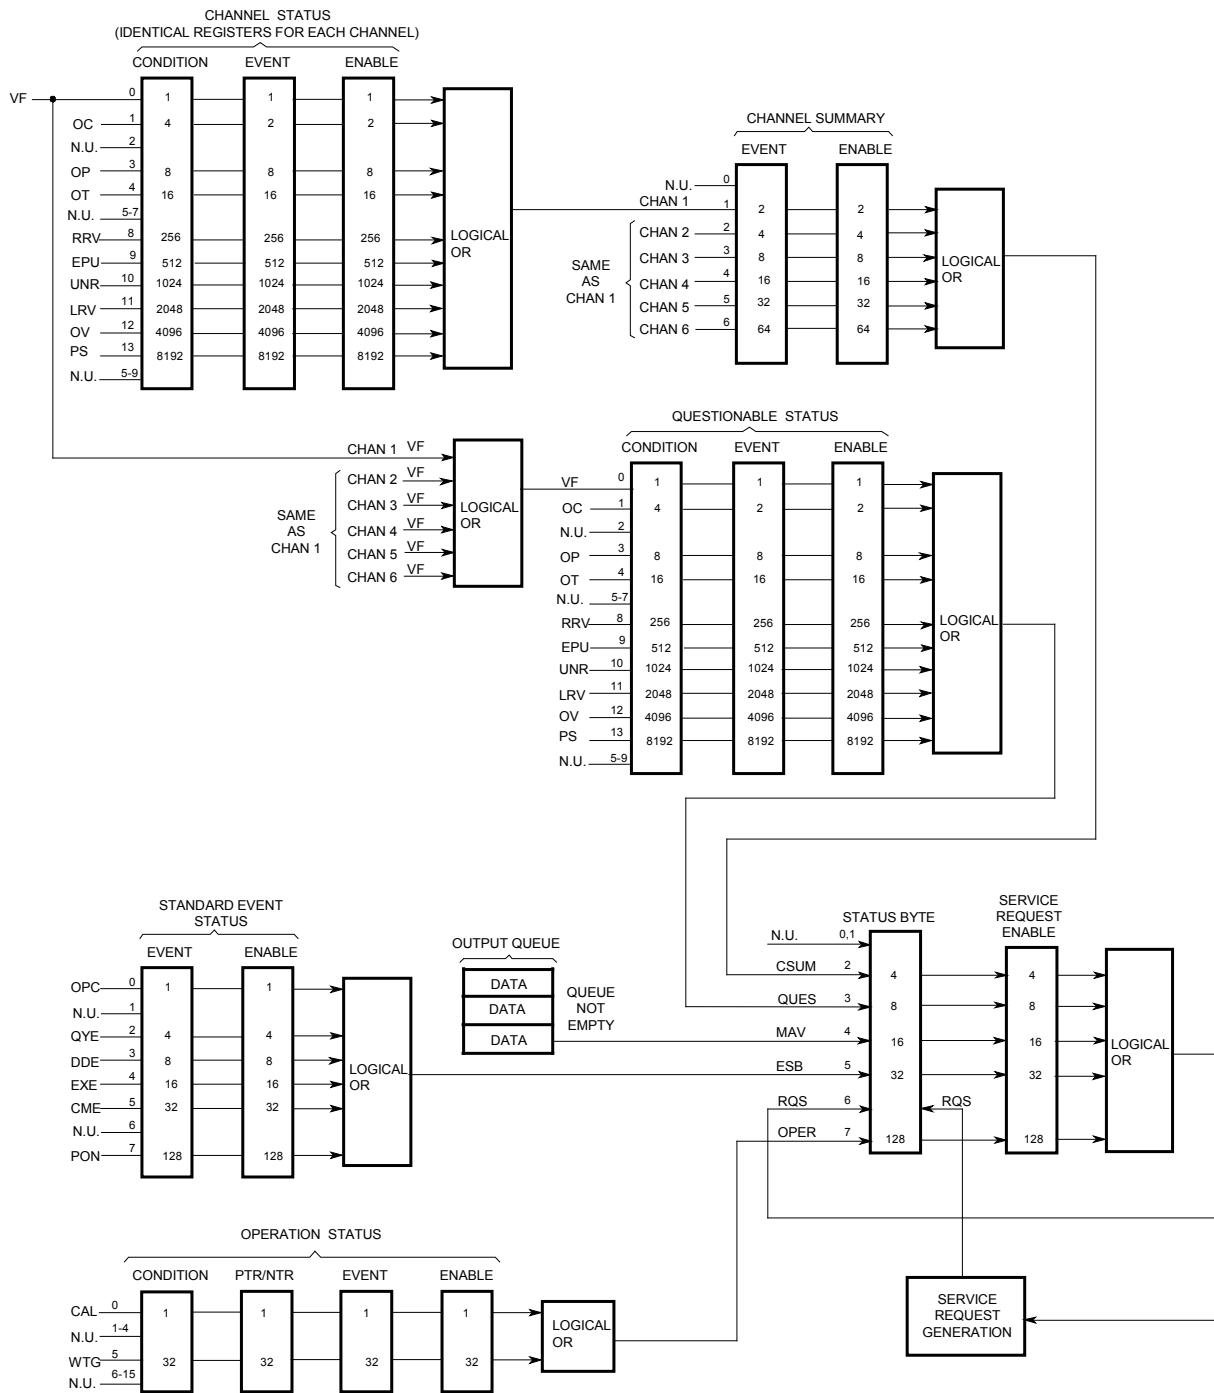 CHANNEL STATUS
(IDENTICAL REGISTERS FOR EACH CHANNEL)
CONDITION EVENT ENABLE
VF 0 1 1 1
OC 1 4 2 2
N.U. 2
OP 3 8 8 8
OT 4 16 16 16
N.U. 5-7
RRV 8 256 256 256
EPU 9 512 512 512
UNR 10 1024 1024 1024
LRV 11 2048 2048 2048
OV 12 4096 4096 4096
PS 13 8192 8192 8192
N.U. 5-9
LOGICAL
OR
CHANNEL SUMMARY
EVENT ENABLE
N.U. 0
CHAN 1 1 2 2
CHAN 2 2 4 4
CHAN 3 3 8 8
CHAN 4 4 16 16
CHAN 5 5 32 32
CHAN 6 6 64 64
SAME
AS
CHAN 1
LOGICAL
OR
CHAN 1 VF
CHAN 2 VF
CHAN 3 VF
CHAN 4 VF
CHAN 5 VF
CHAN 6 VF
SAME
AS
CHAN 1
LOGICAL
OR
QUESTIONABLE STATUS
CONDITION EVENT ENABLE
VF 0 1 1 1
OC 1 4 2 2
N.U. 2
OP 3 8 8 8
OT 4 16 16 16
N.U. 5-7
RRV 8 256 256 256
EPU 9 512 512 512
UNR 10 1024 1024 1024
LRV 11 2048 2048 2048
OV 12 4096 4096 4096
PS 13 8192 8192 8192
N.U. 5-9
LOGICAL
OR
STANDARD EVENT
STATUS
EVENT ENABLE
OPC 0 1 1
N.U. 1
QYE 2 4 4
DDE 3 8 8
EXE 4 16 16
CME 5 32 32
N.U. 6
PON 7 128 128
LOGICAL
OR
OUTPUT QUEUE
DATA
DATA
DATA
QUEUE
NOT
EMPTY
STATUS BYTE
SERVICE
REQUEST
ENABLE
N.U. 0,1
CSUM 2 4 4
QUES 3 8 8
MAV 4 16 16
ESB 5 32 32
RQS 6 RQS
OPER 7 128 128
LOGICAL
OR
OPERATION STATUS
CONDITION PTR/NTR EVENT ENABLE
CAL 0 1 1 1 1
N.U. 1-4
WTG 5 32 32 32 32
N.U. 6-15
LOGICAL
OR
SERVICE
REQUEST
GENERATION